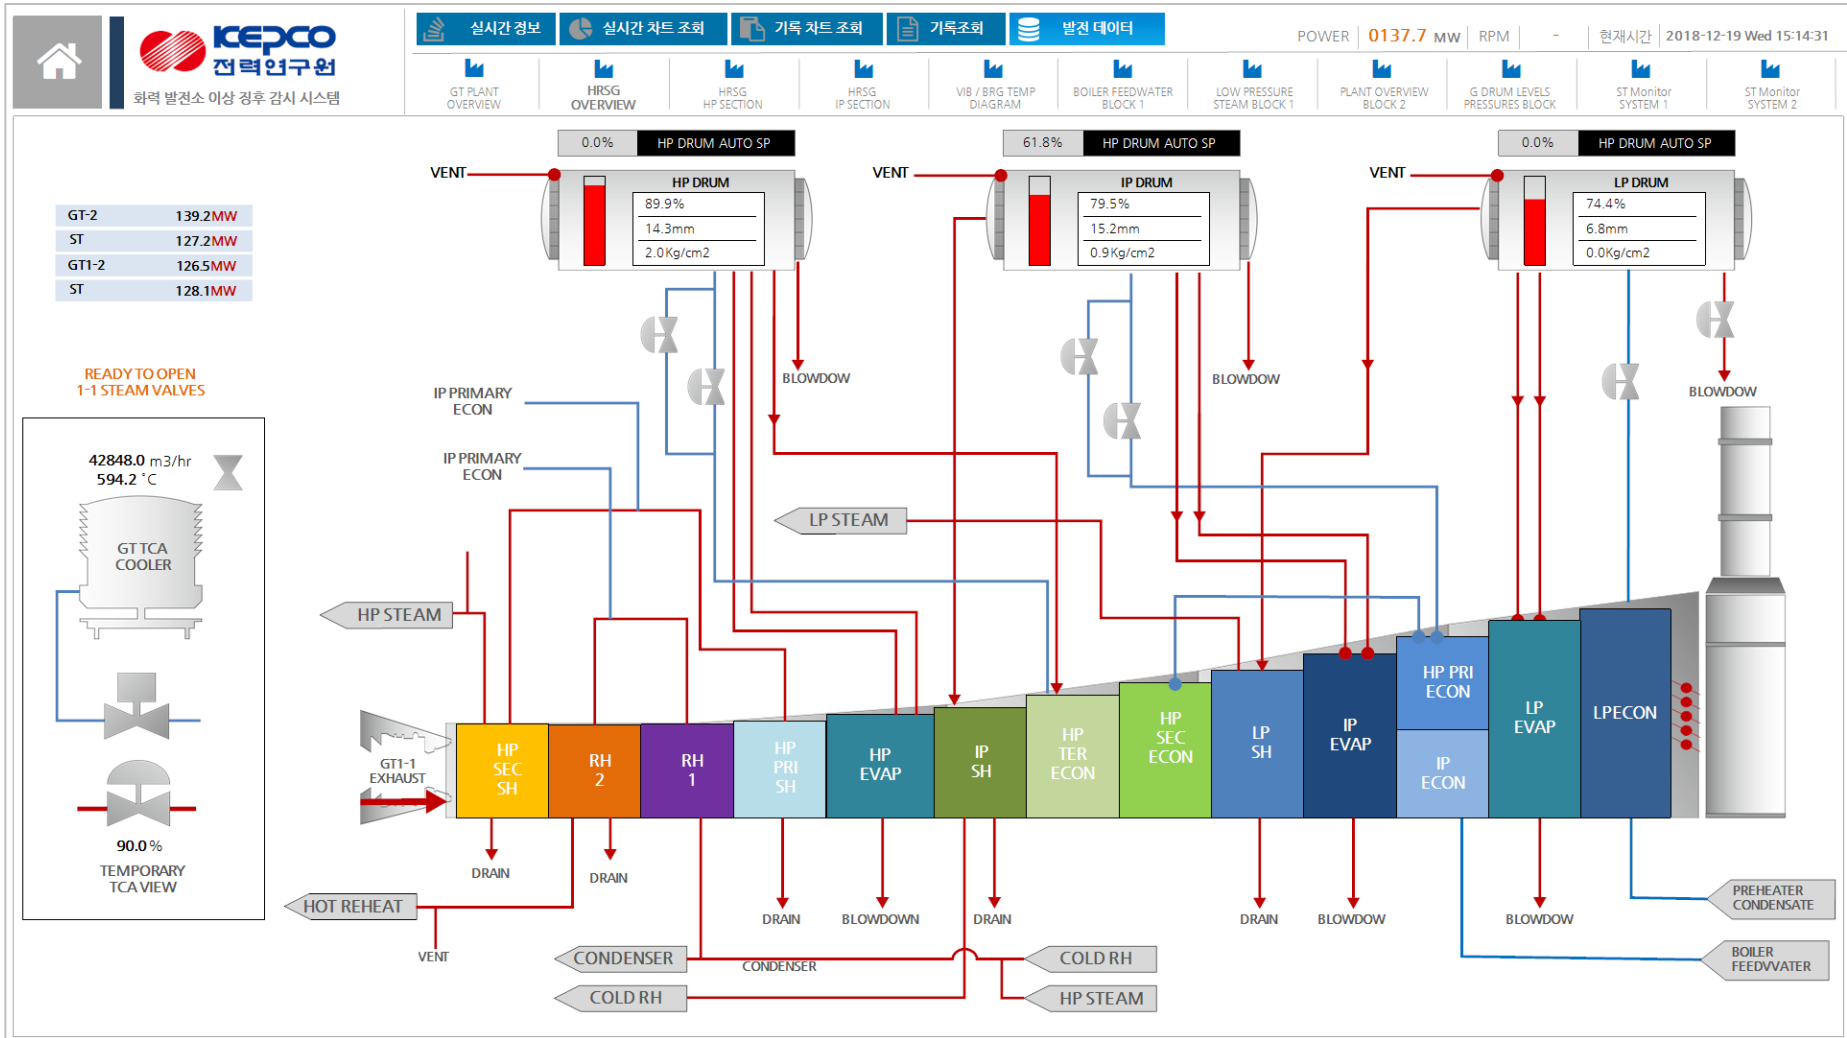 KEPCO
전력연구원
화력 발전소 이상 징후 감시 시스템
실시간 정보
실시간 차트 조회
기록 차트 조회
기록조회
발전 데이터
POWER 0137.7 MW RPM - 현재시간 2018-12-19 Wed 15:14:31
GT PLANT
OVERVIEW
HRSG
OVERVIEW
HRSG
HP SECTION
HRSG
IP SECTION
VIB / BRG TEMP
DIAGRAM
BOILER FEEDWATER
BLOCK 1
LOW PRESSURE
STEAM BLOCK 1
PLANT OVERVIEW
BLOCK 2
G DRUM LEVELS
PRESSURES BLOCK
ST Monitor
SYSTEM 1
ST Monitor
SYSTEM 2
0.0% HP DRUM AUTO SP
61.8% HP DRUM AUTO SP
0.0% HP DRUM AUTO SP
VENT
HP DRUM
89.9%
14.3mm
2.0Kg/cm2
VENT
IP DRUM
79.5%
15.2mm
0.9Kg/cm2
VENT
LP DRUM
74.4%
6.8mm
0.0Kg/cm2
GT-2 139.2MW
ST 127.2MW
GT1-2 126.5MW
ST 128.1MW
BLOWDOW
BLOWDOW
BLOWDOW
READY TO OPEN
1-1 STEAM VALVES
IP PRIMARY
ECON
IP PRIMARY
ECON
42848.0 m3/hr
594.2 ˚C
GT TCA
COOLER
90.0 %
TEMPORARY
TCA VIEW
LP STEAM
HP STEAM
GT1-1
EXHAUST
HP
SEC
SH
RH
2
RH
1
HP
PRI
SH
HP
EVAP
IP
SH
HP
TER
ECON
HP
SEC
ECON
LP
SH
IP
EVAP
HP PRI
ECON
IP
ECON
LP
EVAP
LPECON
DRAIN
DRAIN
DRAIN
BLOWDOWN
DRAIN
DRAIN
BLOWDOW
BLOWDOW
HOT REHEAT
VENT
CONDENSER
CONDENSER
COLD RH
COLD RH
HP STEAM
PREHEATER
CONDENSATE
BOILER
FEEDVVATER